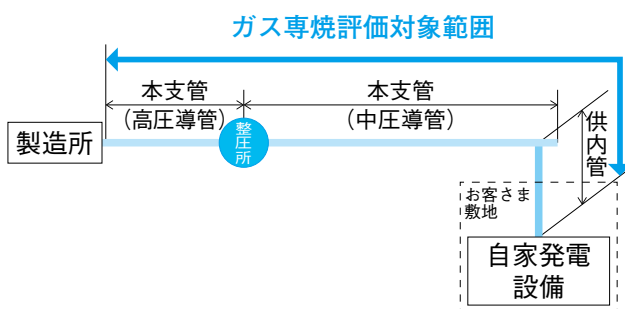 ガス専焼評価対象範囲
本支管
(高圧導管)
本支管
(中圧導管)
供内管
製造所
整圧所
お客さま
敷地
自家発電
設備